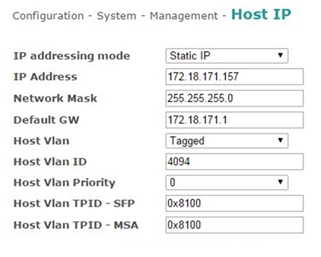 Configuration - System - Management - Host IP
IP addressing mode Static IP
IP Address 172.18.171.157
Network Mask 255.255.255.0
Default GW 172.18.171.1
Host Vlan Tagged
Host Vlan ID 4094
Host Vlan Priority 0
Host Vlan TPID - SFP 0x8100
Host Vlan TPID - MSA 0x8100